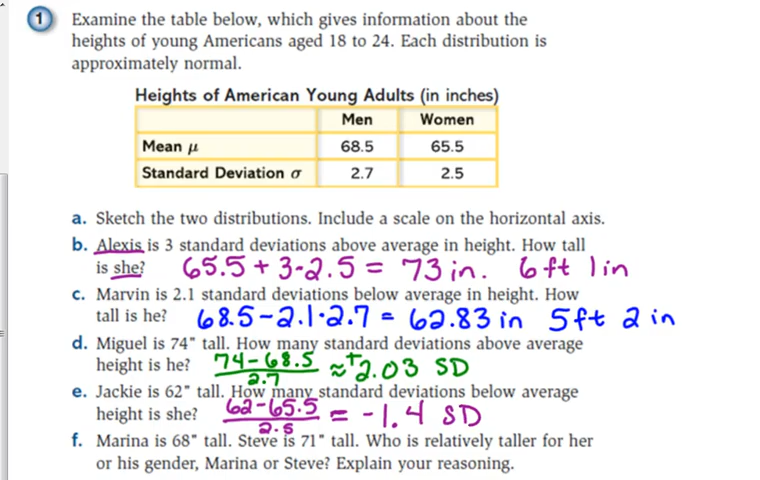 1 Examine the table below, which gives information about the
heights of young Americans aged 18 to 24. Each distribution is
approximately normal.
Heights of American Young Adults (in inches)
Men Women
Mean μ 68.5 65.5
Standard Deviation σ 2.7 2.5
a. Sketch the two distributions. Include a scale on the horizontal axis.
b. Alexis is 3 standard deviations above average in height. How tall
is she? 65.5 + 3·2.5 = 73 in. 6 ft 1 in
c. Marvin is 2.1 standard deviations below average in height. How
tall is he? 68.5 - 2.1·2.7 = 62.83 in 5 ft 2 in
d. Miguel is 74" tall. How many standard deviations above average
height is he? 74-68.5 / 2.7 ≈ +2.03 SD
e. Jackie is 62" tall. How many standard deviations below average
height is she? 62-65.5 / 2.5 = -1.4 SD
f. Marina is 68" tall. Steve is 71" tall. Who is relatively taller for her
or his gender, Marina or Steve? Explain your reasoning.